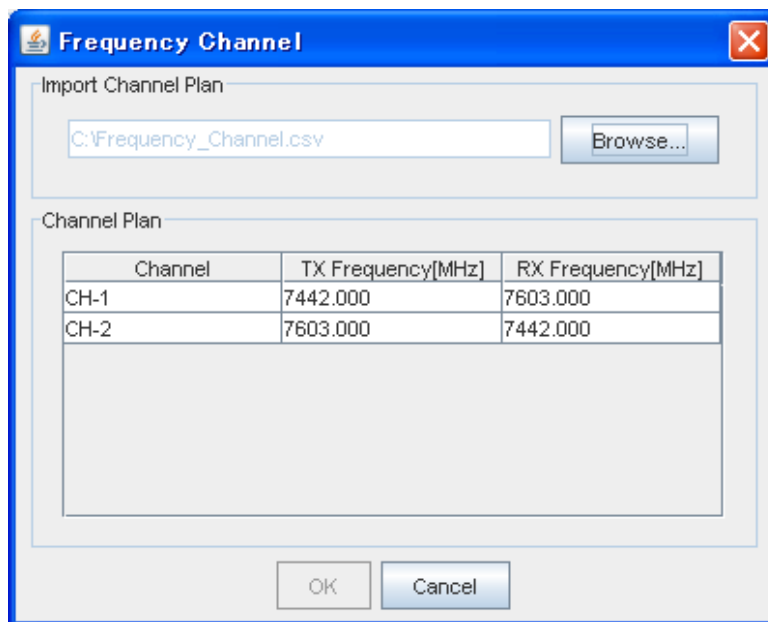 Frequency Channel
Import Channel Plan
C:\Frequency_Channel.csv Browse...
Channel Plan
Channel TX Frequency[MHz] RX Frequency[MHz]
CH-1 7442.000 7603.000
CH-2 7603.000 7442.000
OK Cancel